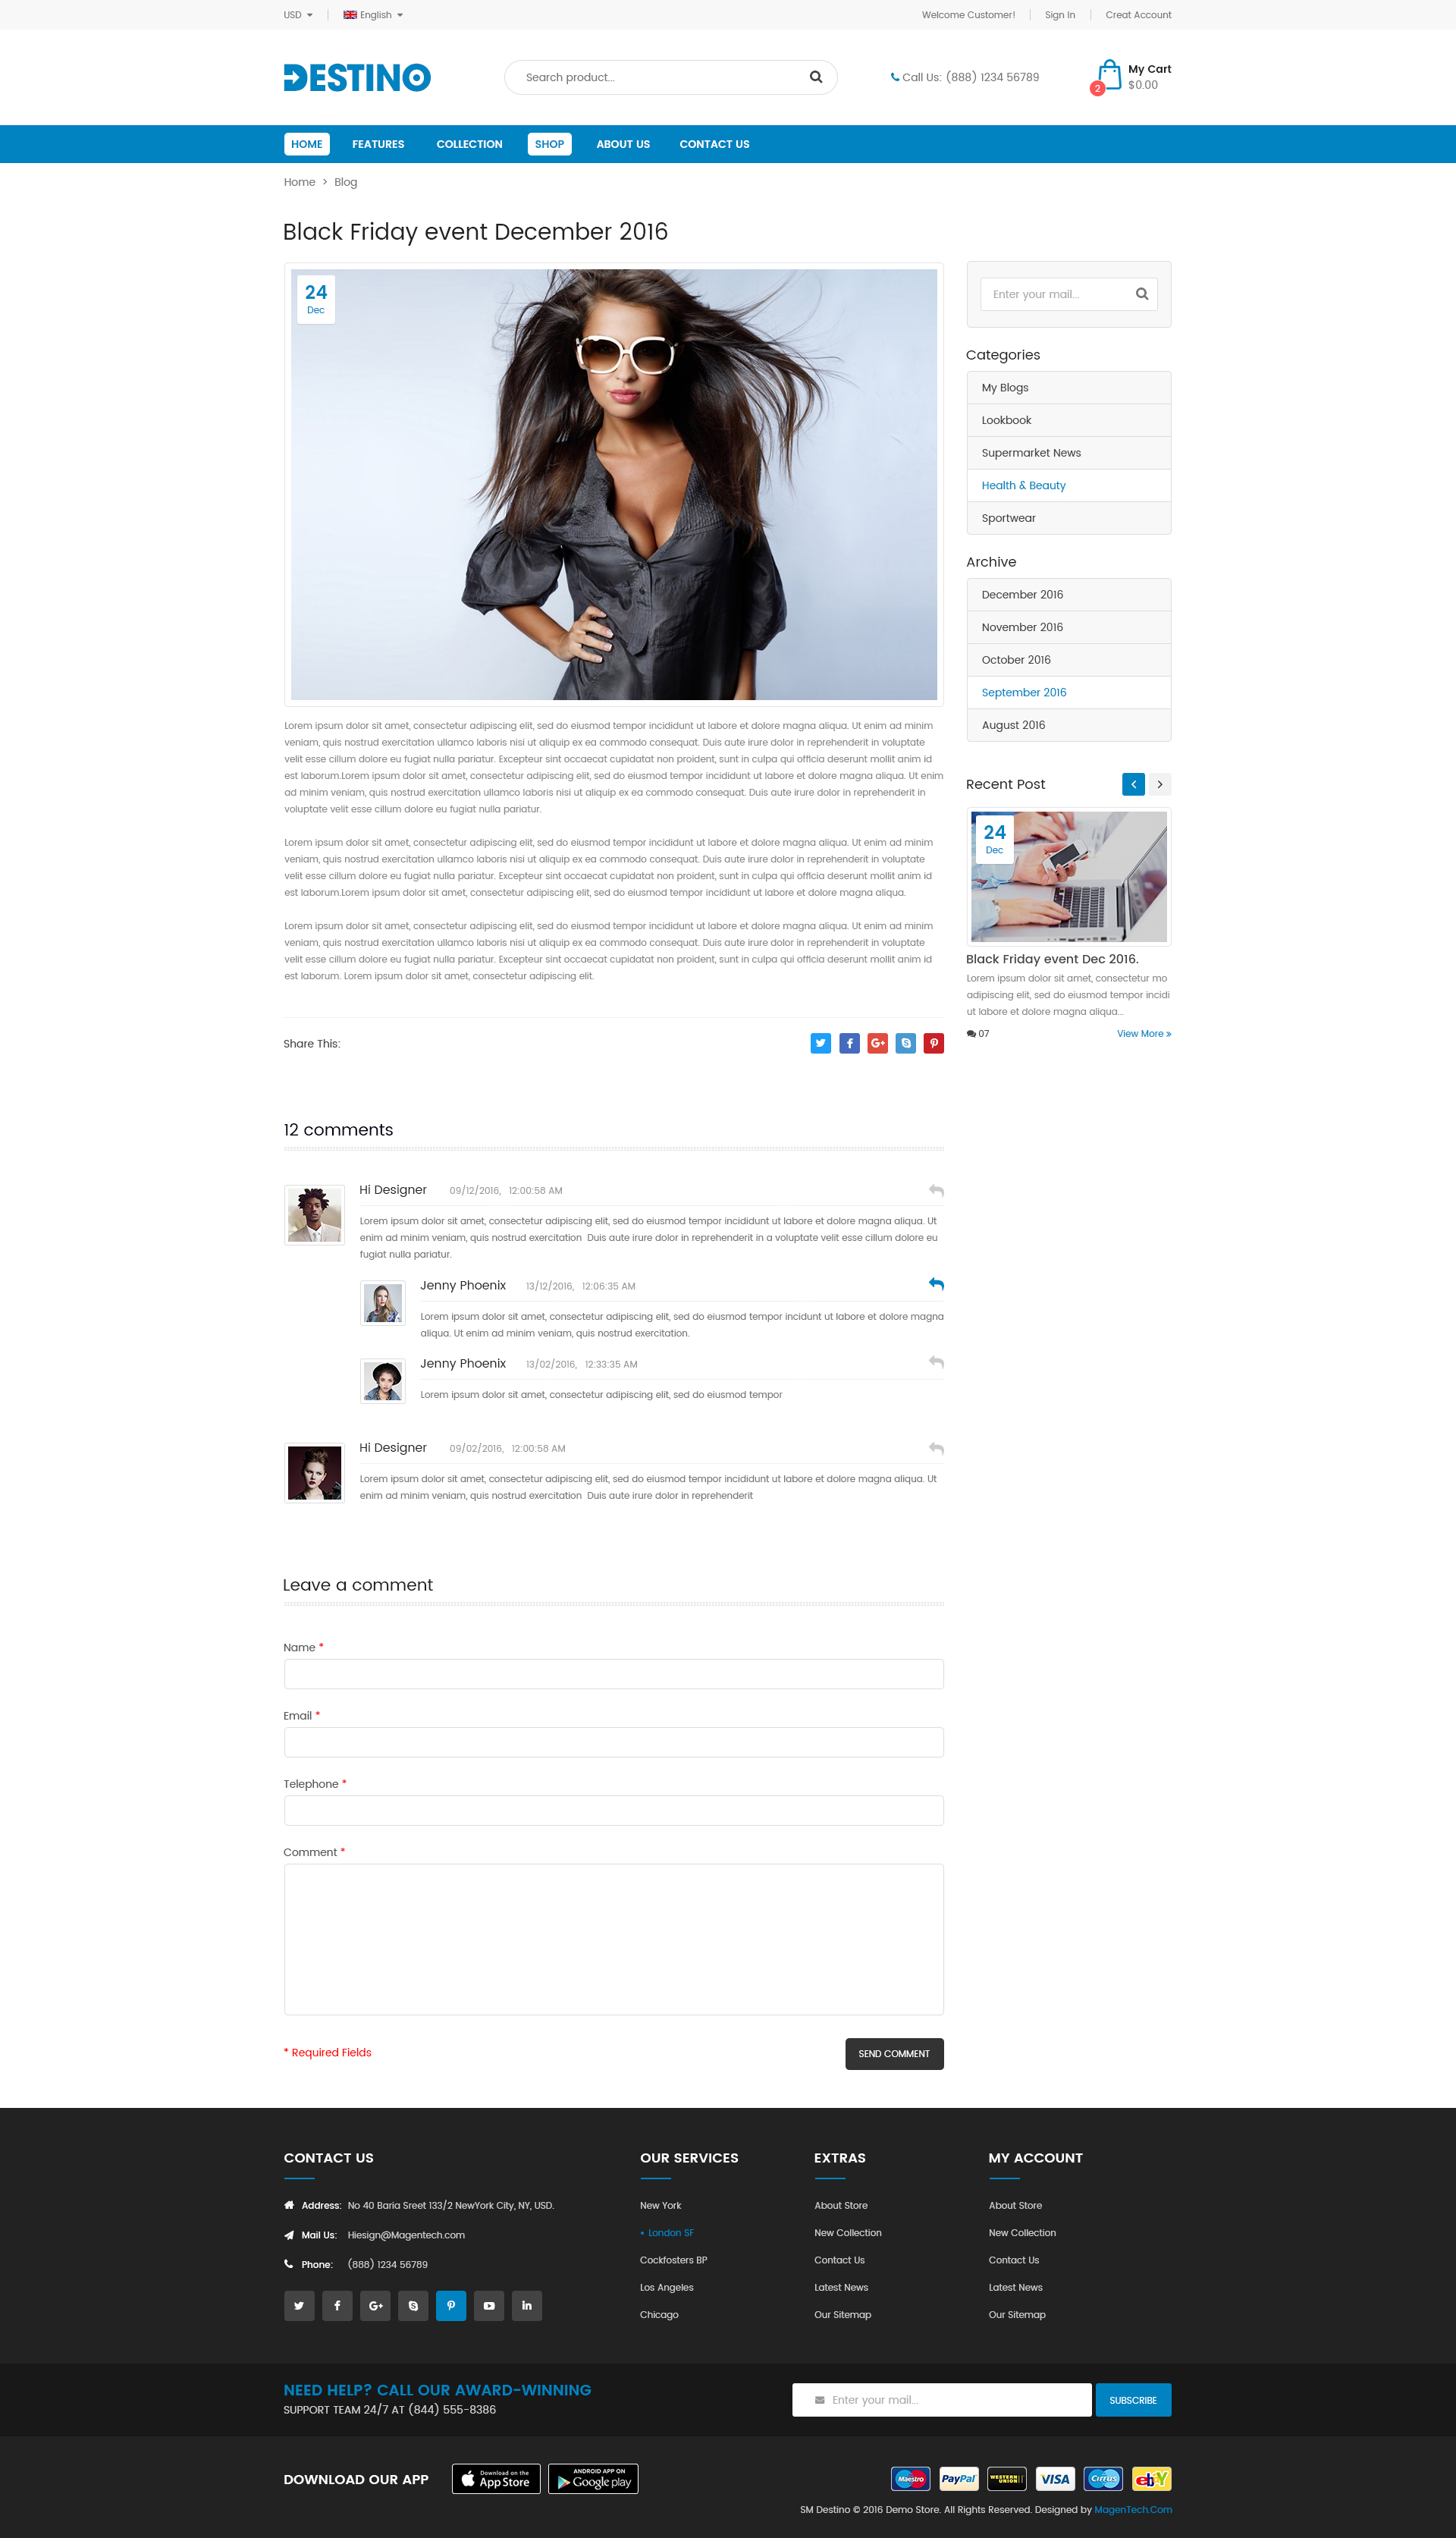 USD English Welcome Customer! Sign In Creat Account
DESTINO Search product... Call Us: (888) 1234 56789 My Cart
$0.00
2
HOME FEATURES COLLECTION SHOP ABOUT US CONTACT US
Home > Blog
Black Friday event December 2016
24
Dec
Lorem ipsum dolor sit amet, consectetur adipiscing elit, sed do eiusmod tempor incididunt ut labore et dolore magna aliqua. Ut enim ad minim
veniam, quis nostrud exercitation ullamco laboris nisi ut aliquip ex ea commodo consequat. Duis aute irure dolor in reprehenderit in voluptate
velit esse cillum dolore eu fugiat nulla pariatur. Excepteur sint occaecat cupidatat non proident, sunt in culpa qui officia deserunt mollit anim id
est laborum.Lorem ipsum dolor sit amet, consectetur adipiscing elit, sed do eiusmod tempor incididunt ut labore et dolore magna aliqua. Ut enim
ad minim veniam, quis nostrud exercitation ullamco laboris nisi ut aliquip ex ea commodo consequat. Duis aute irure dolor in reprehenderit in
voluptate velit esse cillum dolore eu fugiat nulla pariatur.
Lorem ipsum dolor sit amet, consectetur adipiscing elit, sed do eiusmod tempor incididunt ut labore et dolore magna aliqua. Ut enim ad minim
veniam, quis nostrud exercitation ullamco laboris nisi ut aliquip ex ea commodo consequat. Duis aute irure dolor in reprehenderit in voluptate
velit esse cillum dolore eu fugiat nulla pariatur. Excepteur sint occaecat cupidatat non proident, sunt in culpa qui officia deserunt mollit anim id
est laborum.Lorem ipsum dolor sit amet, consectetur adipiscing elit, sed do eiusmod tempor incididunt ut labore et dolore magna aliqua.
Lorem ipsum dolor sit amet, consectetur adipiscing elit, sed do eiusmod tempor incididunt ut labore et dolore magna aliqua. Ut enim ad minim
veniam, quis nostrud exercitation ullamco laboris nisi ut aliquip ex ea commodo consequat. Duis aute irure dolor in reprehenderit in voluptate
velit esse cillum dolore eu fugiat nulla pariatur. Excepteur sint occaecat cupidatat non proident, sunt in culpa qui officia deserunt mollit anim id
est laborum. Lorem ipsum dolor sit amet, consectetur adipiscing elit.
Share This:
Enter your mail...
Categories
My Blogs
Lookbook
Supermarket News
Health & Beauty
Sportwear
Archive
December 2016
November 2016
October 2016
September 2016
August 2016
Recent Post
24
Dec
Black Friday event Dec 2016.
Lorem ipsum dolor sit amet, consectetur mo
adipiscing elit, sed do eiusmod tempor incidi
ut labore et dolore magna aliqua...
07 View More
12 comments
Hi Designer 09/12/2016, 12:00:58 AM
Lorem ipsum dolor sit amet, consectetur adipiscing elit, sed do eiusmod tempor incididunt ut labore et dolore magna aliqua. Ut
enim ad minim veniam, quis nostrud exercitation Duis aute irure dolor in reprehenderit in a voluptate velit esse cillum dolore eu
fugiat nulla pariatur.
Jenny Phoenix 13/12/2016, 12:06:35 AM
Lorem ipsum dolor sit amet, consectetur adipiscing elit, sed do eiusmod tempor incidunt ut labore et dolore magna
aliqua. Ut enim ad minim veniam, quis nostrud exercitation.
Jenny Phoenix 13/02/2016, 12:33:35 AM
Lorem ipsum dolor sit amet, consectetur adipiscing elit, sed do eiusmod tempor
Hi Designer 09/02/2016, 12:00:58 AM
Lorem ipsum dolor sit amet, consectetur adipiscing elit, sed do eiusmod tempor incididunt ut labore et dolore magna aliqua. Ut
enim ad minim veniam, quis nostrud exercitation Duis aute irure dolor in reprehenderit
Leave a comment
Name *
Email *
Telephone *
Comment *
* Required Fields SEND COMMENT
CONTACT US
Address: No 40 Baria Sreet 133/2 NewYork City, NY, USD.
Mail Us: Hiesign@Magentech.com
Phone: (888) 1234 56789
OUR SERVICES
New York
London SF
Cockfosters BP
Los Angeles
Chicago
EXTRAS
About Store
New Collection
Contact Us
Latest News
Our Sitemap
MY ACCOUNT
About Store
New Collection
Contact Us
Latest News
Our Sitemap
NEED HELP? CALL OUR AWARD-WINNING
SUPPORT TEAM 24/7 AT (844) 555-8386
Enter your mail... SUBSCRIBE
DOWNLOAD OUR APP
Download on the
App Store
ANDROID APP ON
Google play
Maestro PayPal WESTERN UNION VISA Cirrus ebY
SM Destino © 2016 Demo Store. All Rights Reserved. Designed by MagenTech.Com